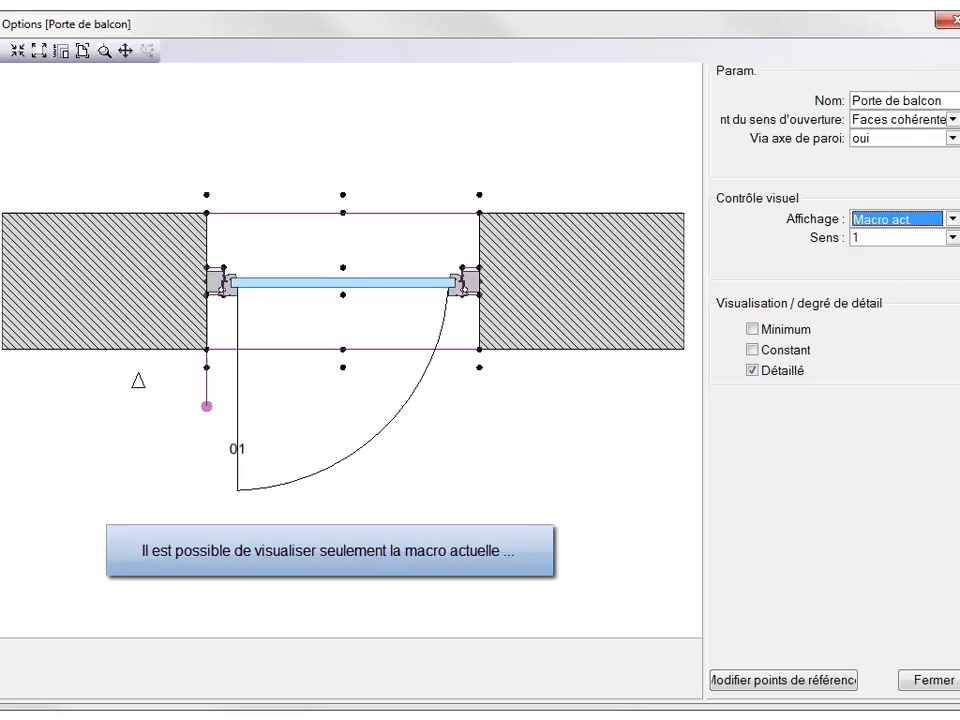 Options [Porte de balcon]
Param.
Nom: Porte de balcon
nt du sens d'ouverture: Faces cohérente
Via axe de paroi: oui
Contrôle visuel
Affichage : Macro act.
Sens : 1
Visualisation / degré de détail
Minimum
Constant
Détaillé
01
Il est possible de visualiser seulement la macro actuelle ...
Modifier points de référenc
Fermer